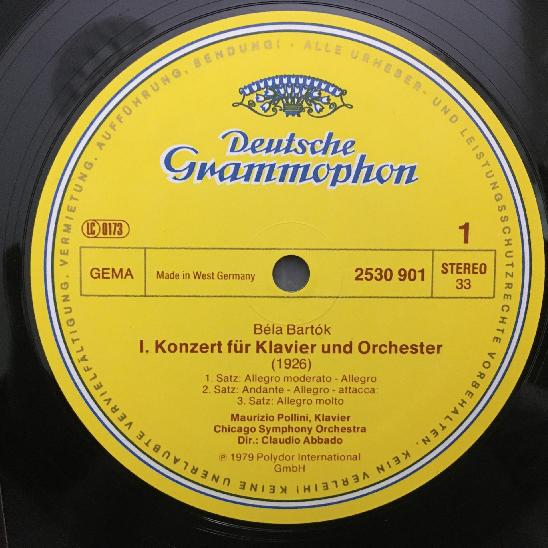 Deutsche
Grammophon
LC 0173
1
GEMA
Made in West Germany
2530 901
STEREO
33
Béla Bartók
I. Konzert für Klavier und Orchester
(1926)
1. Satz: Allegro moderato - Allegro
2. Satz: Andante - Allegro - attacca:
3. Satz: Allegro molto
Maurizio Pollini, Klavier
Chicago Symphony Orchestra
Dir.: Claudio Abbado
℗ 1979 Polydor International
GmbH
ALLE URHEBER- UND LEISTUNGSSCHUTZRECHTE VORBEHALTEN. KEIN VERLEIH! KEINE UNERLAUBTE VERVIELFÄLTIGUNG, VERMIETUNG, AUFFÜHRUNG, SENDUNG!